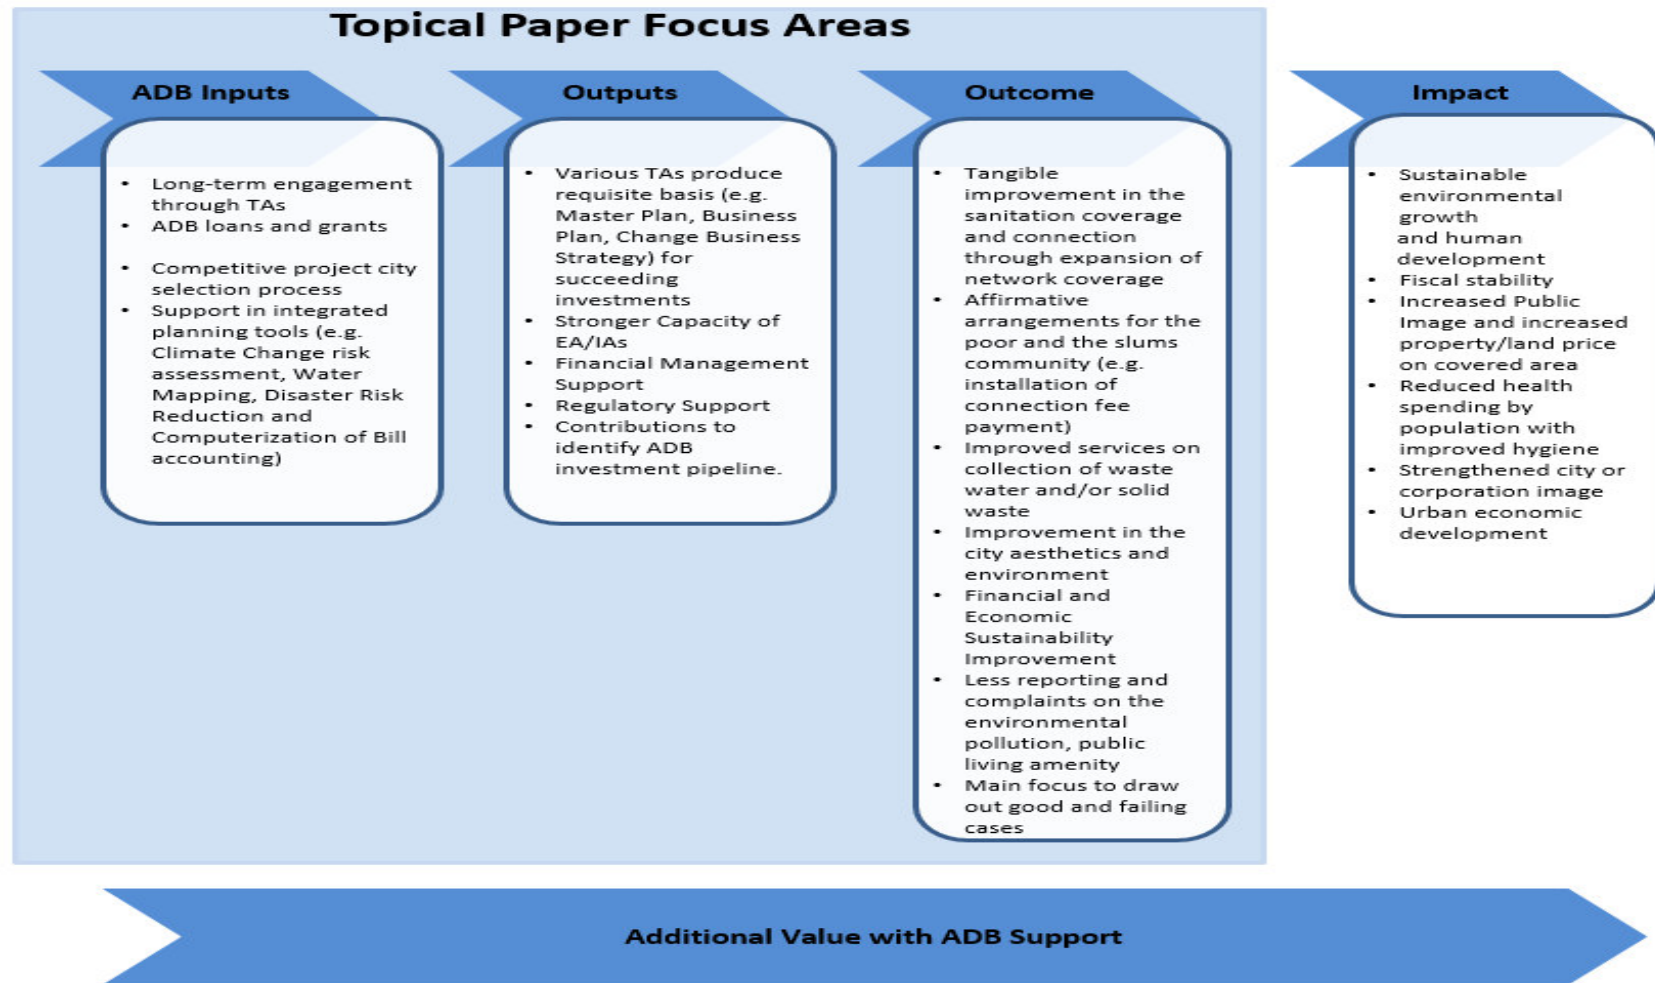 Topical Paper Focus Areas
ADB Inputs
• Long-term engagement
through TAs
• ADB loans and grants
• Competitive project city
selection process
• Support in integrated
planning tools (e.g.
Climate Change risk
assessment, Water
Mapping, Disaster Risk
Reduction and
Computerization of Bill
accounting)
Outputs
• Various TAs produce
requisite basis (e.g.
Master Plan, Business
Plan, Change Business
Strategy) for
succeeding
investments
• Stronger Capacity of
EA/IAs
• Financial Management
Support
• Regulatory Support
• Contributions to
identify ADB
investment pipeline.
Outcome
• Tangible
improvement in the
sanitation coverage
and connection
through expansion of
network coverage
• Affirmative
arrangements for the
poor and the slums
community (e.g.
installation of
connection fee
payment)
• Improved services on
collection of waste
water and/or solid
waste
• Improvement in the
city aesthetics and
environment
• Financial and
Economic
Sustainability
Improvement
• Less reporting and
complaints on the
environmental
pollution, public
living amenity
• Main focus to draw
out good and failing
cases
Impact
• Sustainable
environmental
growth
and human
development
• Fiscal stability
• Increased Public
Image and increased
property/land price
on covered area
• Reduced health
spending by
population with
improved hygiene
• Strengthened city or
corporation image
• Urban economic
development
Additional Value with ADB Support